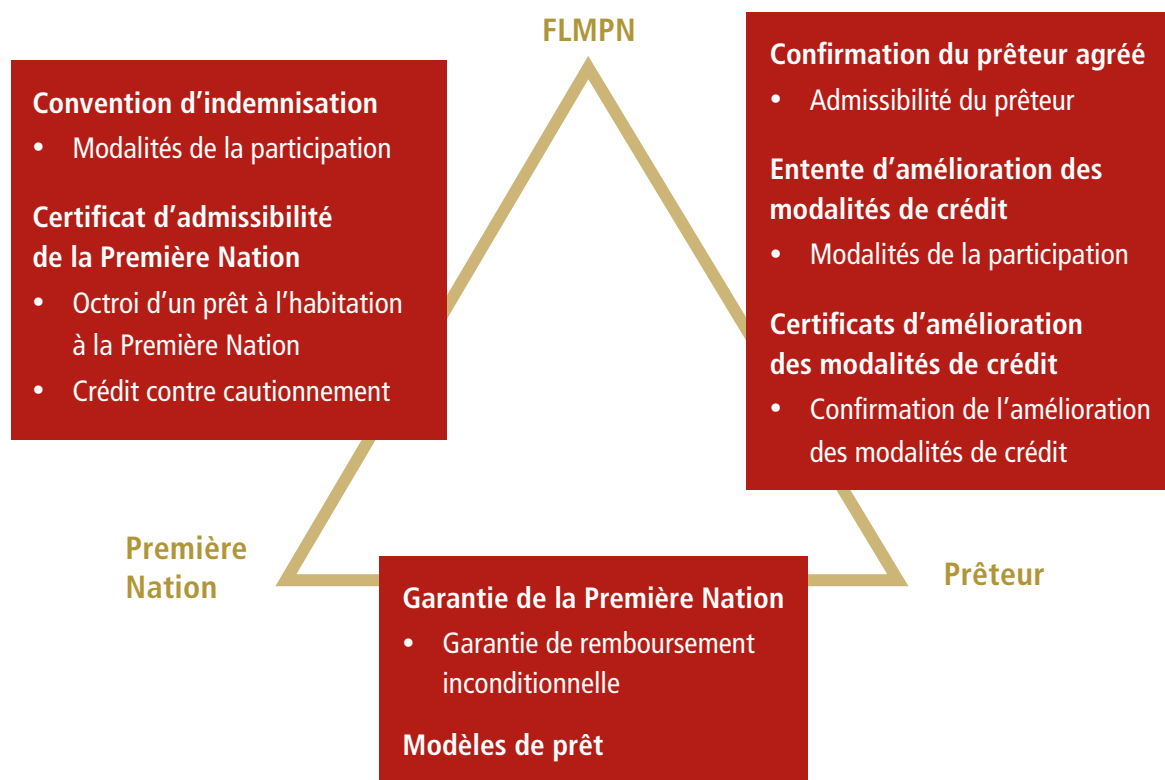 FLMPN
Convention d’indemnisation
• Modalités de la participation
Certificat d’admissibilité
de la Première Nation
• Octroi d’un prêt à l’habitation
à la Première Nation
• Crédit contre cautionnement
Confirmation du prêteur agréé
• Admissibilité du prêteur
Entente d’amélioration des
modalités de crédit
• Modalités de la participation
Certificats d’amélioration
des modalités de crédit
• Confirmation de l’amélioration
des modalités de crédit
Première
Nation
Prêteur
Garantie de la Première Nation
• Garantie de remboursement
inconditionnelle
Modèles de prêt